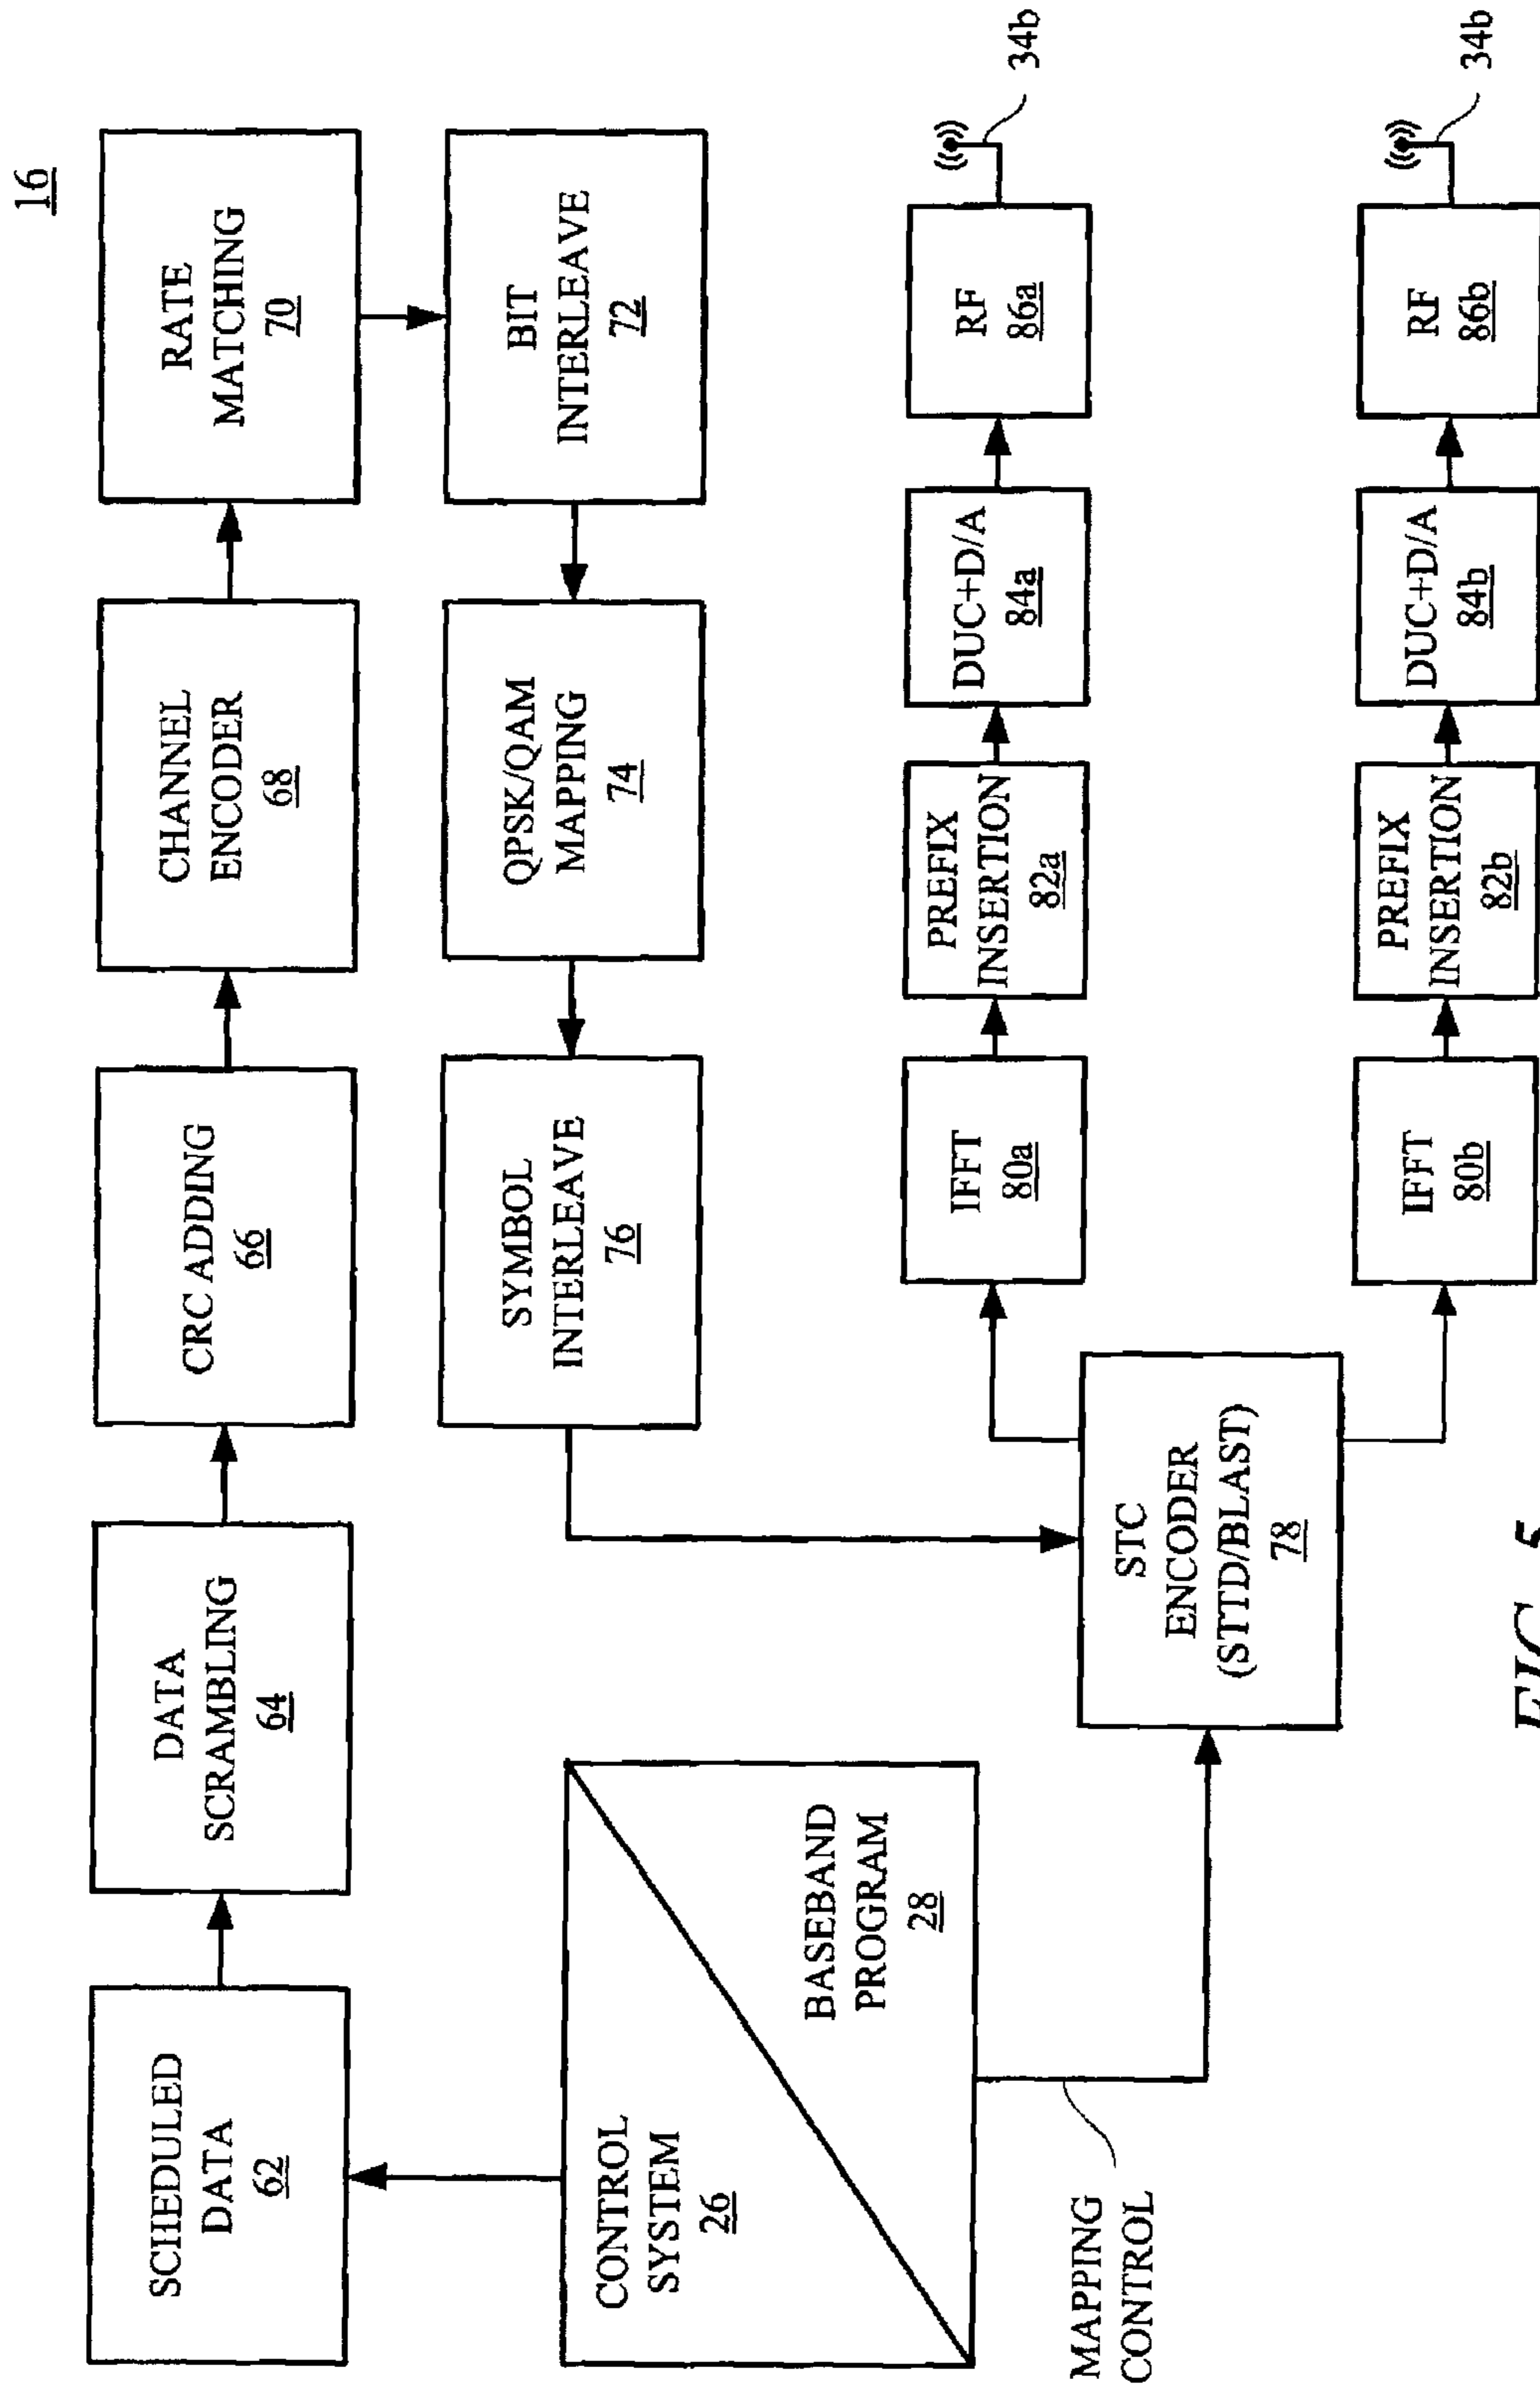 16
SCHEDULED
DATA
62
DATA
SCRAMBLING
64
CRC ADDING
66
CHANNEL
ENCODER
68
RATE
MATCHING
70
CONTROL
SYSTEM
26
BASEBAND
PROGRAM
28
SYMBOL
INTERLEAVE
76
QPSK/QAM
MAPPING
74
BIT
INTERLEAVE
72
MAPPING
CONTROL
STC
ENCODER
(STTD/BLAST)
78
IFFT
80a
PREFIX
INSERTION
82a
DUC+D/A
84a
RF
86a
34b
IFFT
80b
PREFIX
INSERTION
82b
DUC+D/A
84b
RF
86b
34b
FIG. 5